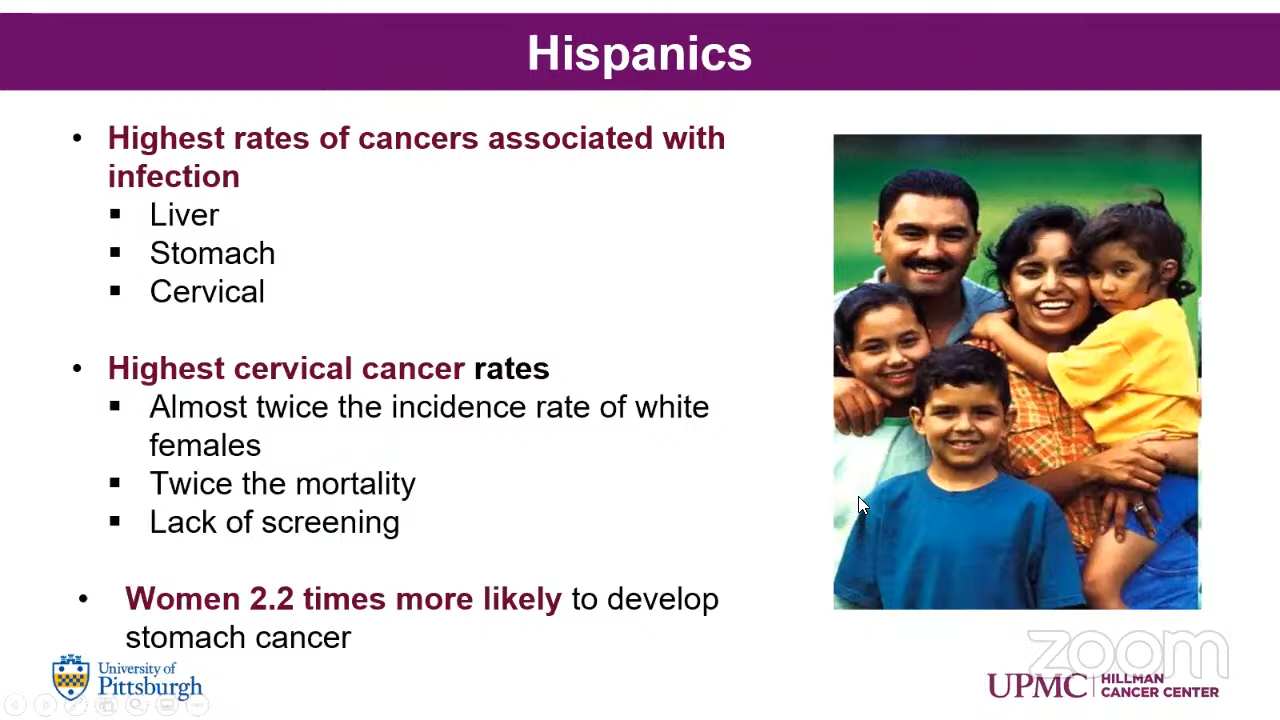 Hispanics
• Highest rates of cancers associated with
infection
▪ Liver
▪ Stomach
▪ Cervical
• Highest cervical cancer rates
▪ Almost twice the incidence rate of white
females
▪ Twice the mortality
▪ Lack of screening
• Women 2.2 times more likely to develop
stomach cancer
University of
Pittsburgh
zoom
UPMC HILLMAN
CANCER CENTER